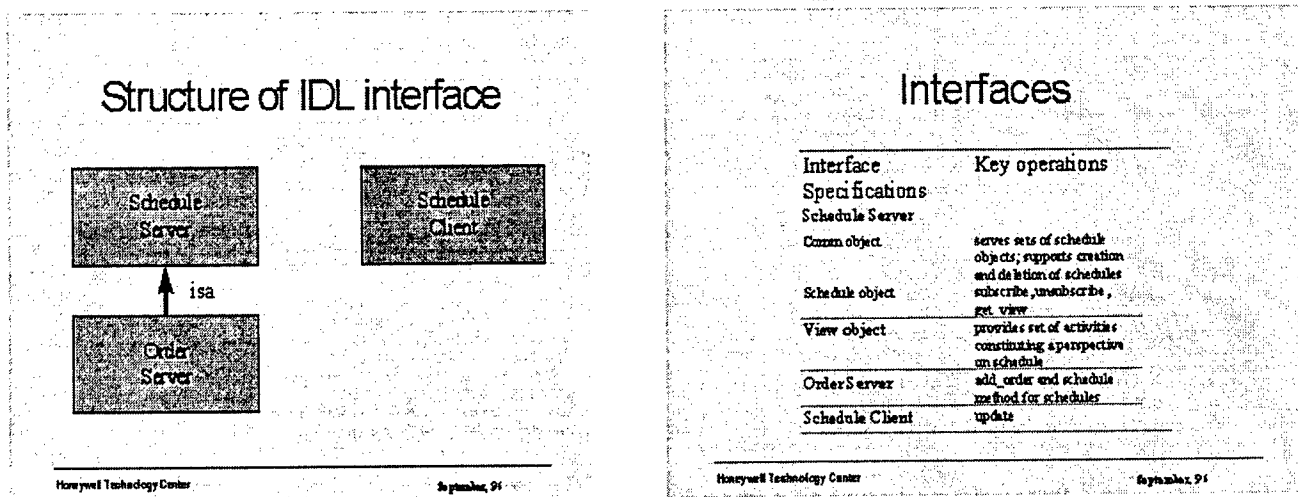 Structure of IDL interface
Schedule
Server
Schedule
Client
isa
Order
Server
Honeywell Technology Center
September, 96
Interfaces
Interface
Specifications
Key operations
Schedule Server
Comm object
serves sets of schedule
objects; supports creation
and deletion of schedules
Schedule object
subscribe, unsubscribe,
get_view
View object
provides set of activities
constituting a perspective
on schedule
Order Server
add_order and schedule
method for schedules
Schedule Client
update
Honeywell Technology Center
September, 96